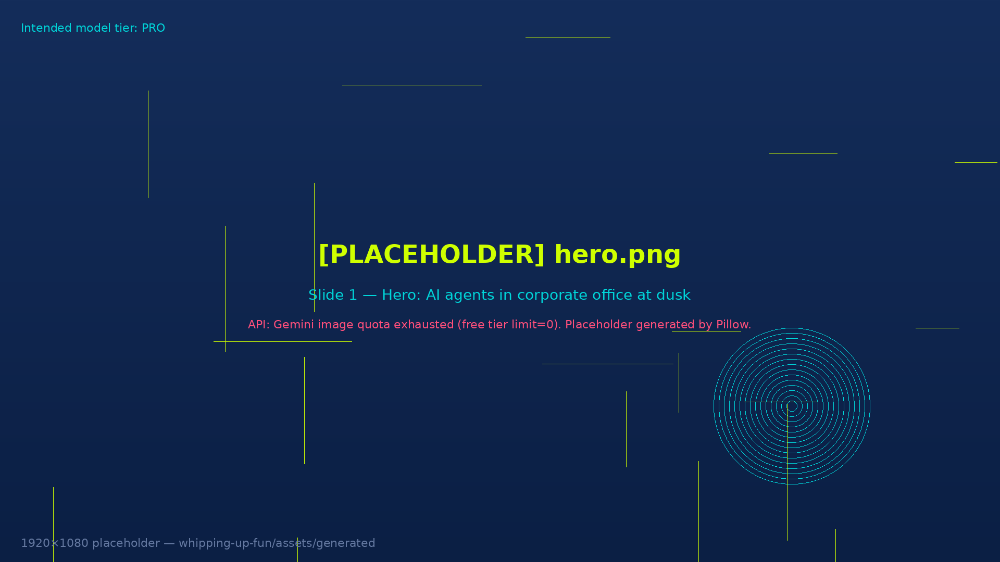 Intended model tier: PRO
[PLACEHOLDER] hero.png
Slide 1 — Hero: AI agents in corporate office at dusk
API: Gemini image quota exhausted (free tier limit=0). Placeholder generated by Pillow.
1920×1080 placeholder — whipping-up-fun/assets/generated